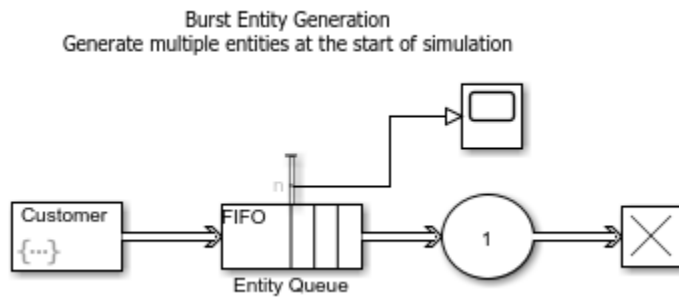 Burst Entity Generation
Generate multiple entities at the start of simulation
n
Customer
{...}
FIFO
1
Entity Queue